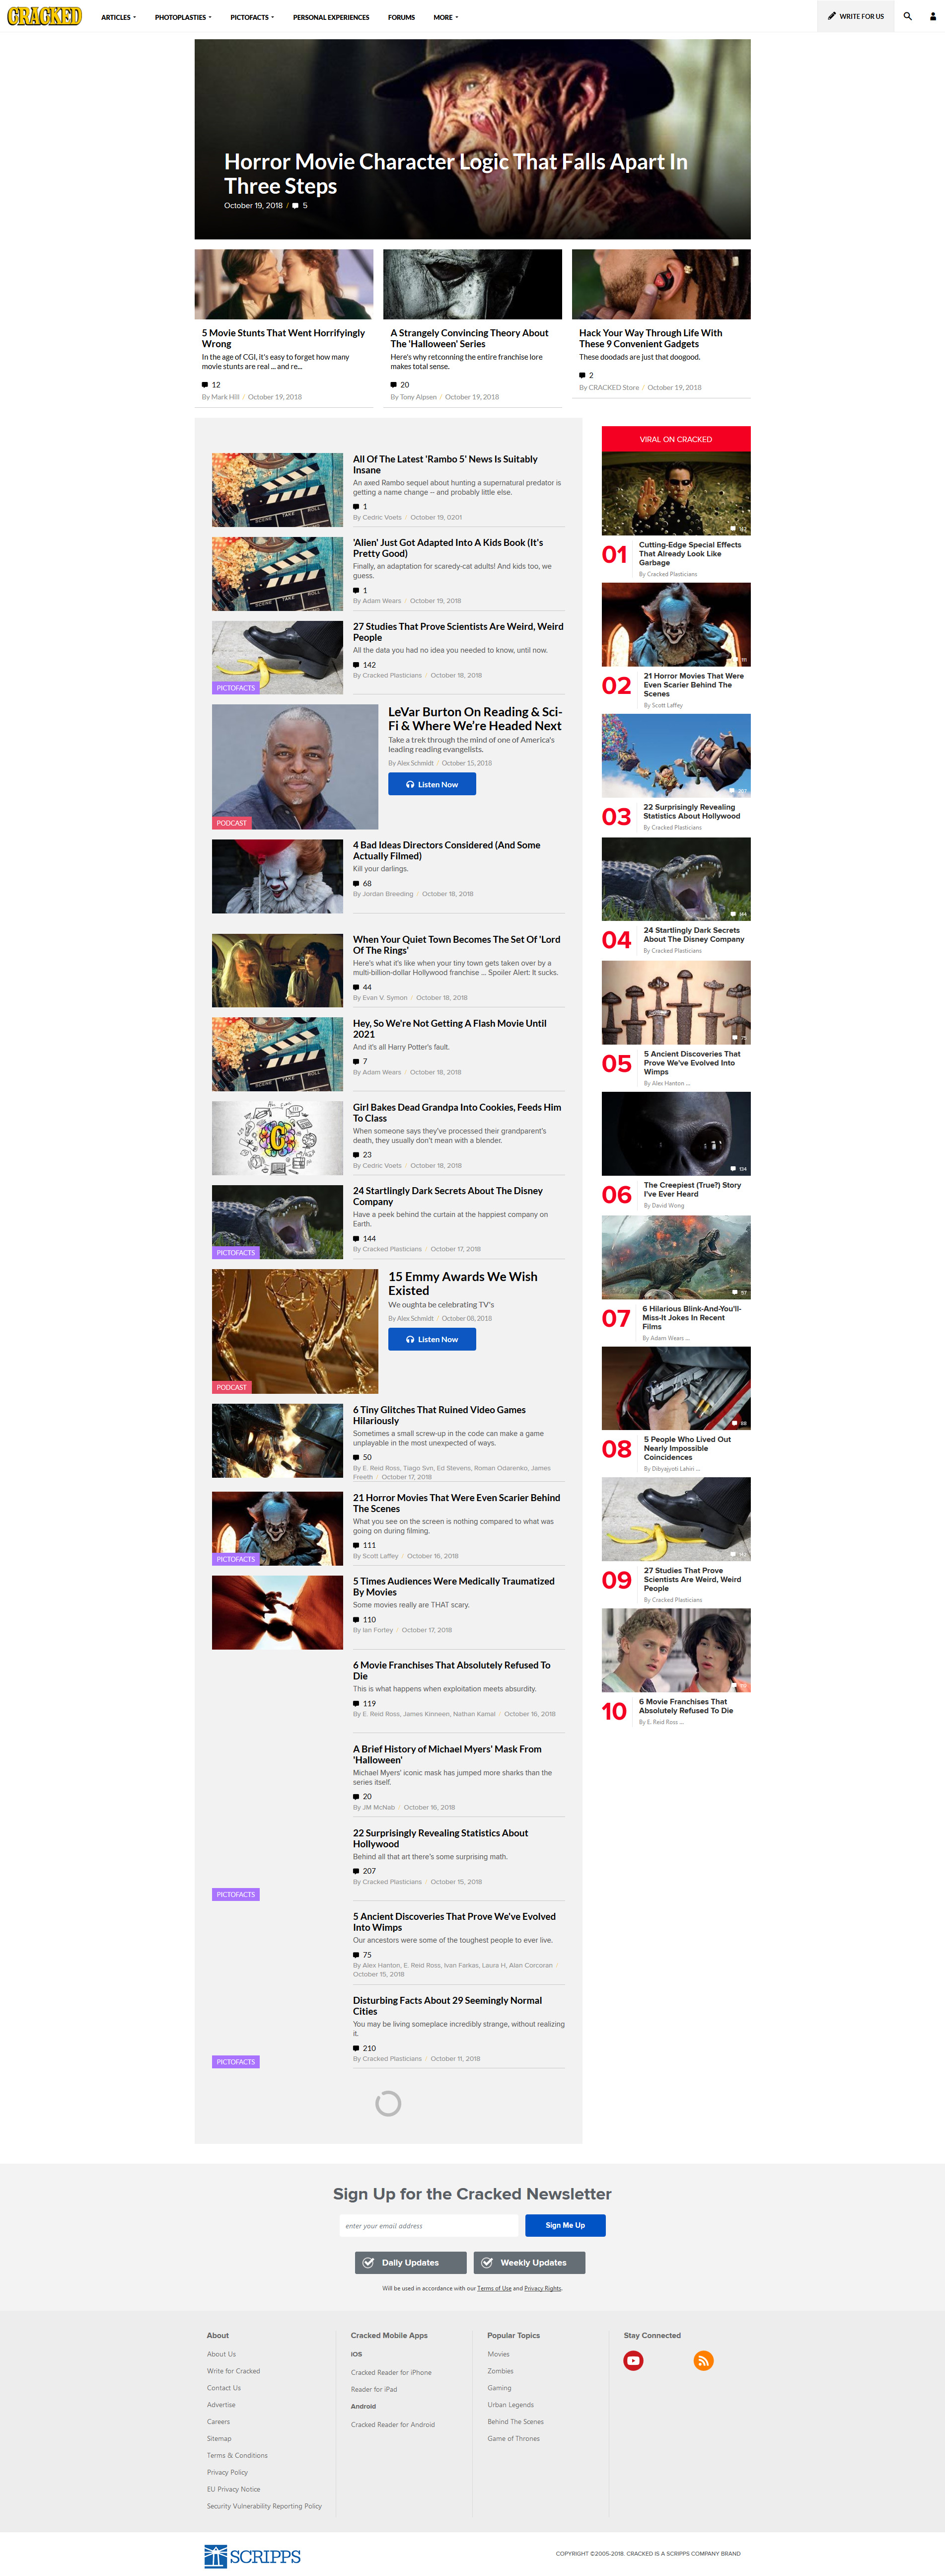 CRACKED
ARTICLES
PHOTOPLASTIES
PICTOFACTS
PERSONAL EXPERIENCES
FORUMS
MORE
WRITE FOR US
Horror Movie Character Logic That Falls Apart In
Three Steps
October 19, 2018 / 5
5 Movie Stunts That Went Horrifyingly
Wrong
In the age of CGI, it's easy to forget how many
movie stunts are real ... and re...
12
By Mark Hill / October 19, 2018
A Strangely Convincing Theory About
The 'Halloween' Series
Here's why retconning the entire franchise lore
makes total sense.
20
By Tony Alpsen / October 19, 2018
Hack Your Way Through Life With
These 9 Convenient Gadgets
These doodads are just that doogood.
2
By CRACKED Store / October 19, 2018
All Of The Latest 'Rambo 5' News Is Suitably
Insane
An axed Rambo sequel about hunting a supernatural predator is
getting a name change -- and probably little else.
1
By Cedric Voets / October 19, 0201
'Alien' Just Got Adapted Into A Kids Book (It's
Pretty Good)
Finally, an adaptation for scaredy-cat adults! And kids too, we
guess.
1
By Adam Wears / October 19, 2018
27 Studies That Prove Scientists Are Weird, Weird
People
All the data you had no idea you needed to know, until now.
142
By Cracked Plasticians / October 18, 2018
PICTOFACTS
LeVar Burton On Reading & Sci-
Fi & Where We're Headed Next
Take a trek through the mind of one of America's
leading reading evangelists.
By Alex Schmidt / October 15, 2018
Listen Now
PODCAST
4 Bad Ideas Directors Considered (And Some
Actually Filmed)
Kill your darlings.
68
By Jordan Breeding / October 18, 2018
When Your Quiet Town Becomes The Set Of 'Lord
Of The Rings'
Here's what it's like when your tiny town gets taken over by a
multi-billion-dollar Hollywood franchise ... Spoiler Alert: It sucks.
44
By Evan V. Symon / October 18, 2018
Hey, So We're Not Getting A Flash Movie Until
2021
And it's all Harry Potter's fault.
7
By Adam Wears / October 18, 2018
Girl Bakes Dead Grandpa Into Cookies, Feeds Him
To Class
When someone says they've processed their grandparent's
death, they usually don't mean with a blender.
23
By Cedric Voets / October 18, 2018
24 Startlingly Dark Secrets About The Disney
Company
Have a peek behind the curtain at the happiest company on
Earth.
144
By Cracked Plasticians / October 17, 2018
PICTOFACTS
15 Emmy Awards We Wish
Existed
We oughta be celebrating TV's
By Alex Schmidt / October 08, 2018
Listen Now
PODCAST
6 Tiny Glitches That Ruined Video Games
Hilariously
Sometimes a small screw-up in the code can make a game
unplayable in the most unexpected of ways.
50
By E. Reid Ross, Tiago Svn, Ed Stevens, Roman Odarenko, James
Freeth / October 17, 2018
21 Horror Movies That Were Even Scarier Behind
The Scenes
What you see on the screen is nothing compared to what was
going on during filming.
111
By Scott Laffey / October 16, 2018
PICTOFACTS
5 Times Audiences Were Medically Traumatized
By Movies
Some movies really are THAT scary.
110
By Ian Fortey / October 17, 2018
6 Movie Franchises That Absolutely Refused To
Die
This is what happens when exploitation meets absurdity.
119
By E. Reid Ross, James Kinneen, Nathan Kamal / October 16, 2018
A Brief History of Michael Myers' Mask From
'Halloween'
Michael Myers' iconic mask has jumped more sharks than the
series itself.
20
By JM McNab / October 16, 2018
22 Surprisingly Revealing Statistics About
Hollywood
Behind all that art there's some surprising math.
207
By Cracked Plasticians / October 15, 2018
PICTOFACTS
5 Ancient Discoveries That Prove We've Evolved
Into Wimps
Our ancestors were some of the toughest people to ever live.
75
By Alex Hanton, E. Reid Ross, Ivan Farkas, Laura H, Alan Corcoran /
October 15, 2018
Disturbing Facts About 29 Seemingly Normal
Cities
You may be living someplace incredibly strange, without realizing
it.
210
By Cracked Plasticians / October 11, 2018
PICTOFACTS
VIRAL ON CRACKED
01
Cutting-Edge Special Effects
That Already Look Like
Garbage
By Cracked Plasticians
111
02
21 Horror Movies That Were
Even Scarier Behind The
Scenes
By Scott Laffey
03
22 Surprisingly Revealing
Statistics About Hollywood
By Cracked Plasticians
144
04
24 Startlingly Dark Secrets
About The Disney Company
By Cracked Plasticians
05
5 Ancient Discoveries That
Prove We've Evolved Into
Wimps
By Alex Hanton ...
134
06
The Creepiest (True?) Story
I've Ever Heard
By David Wong
57
07
6 Hilarious Blink-And-You'll-
Miss-It Jokes In Recent
Films
By Adam Wears ...
88
08
5 People Who Lived Out
Nearly Impossible
Coincidences
By Dibyajyoti Lahiri ...
09
27 Studies That Prove
Scientists Are Weird, Weird
People
By Cracked Plasticians
10
6 Movie Franchises That
Absolutely Refused To Die
By E. Reid Ross ...
Sign Up for the Cracked Newsletter
enter your email address
Sign Me Up
Daily Updates
Weekly Updates
Will be used in accordance with our Terms of Use and Privacy Rights.
About
About Us
Write for Cracked
Contact Us
Advertise
Careers
Sitemap
Terms & Conditions
Privacy Policy
EU Privacy Notice
Security Vulnerability Reporting Policy
Cracked Mobile Apps
iOS
Cracked Reader for iPhone
Reader for iPad
Android
Cracked Reader for Android
Popular Topics
Movies
Zombies
Gaming
Urban Legends
Behind The Scenes
Game of Thrones
Stay Connected
SCRIPPS
COPYRIGHT ©2005-2018. CRACKED IS A SCRIPPS COMPANY BRAND